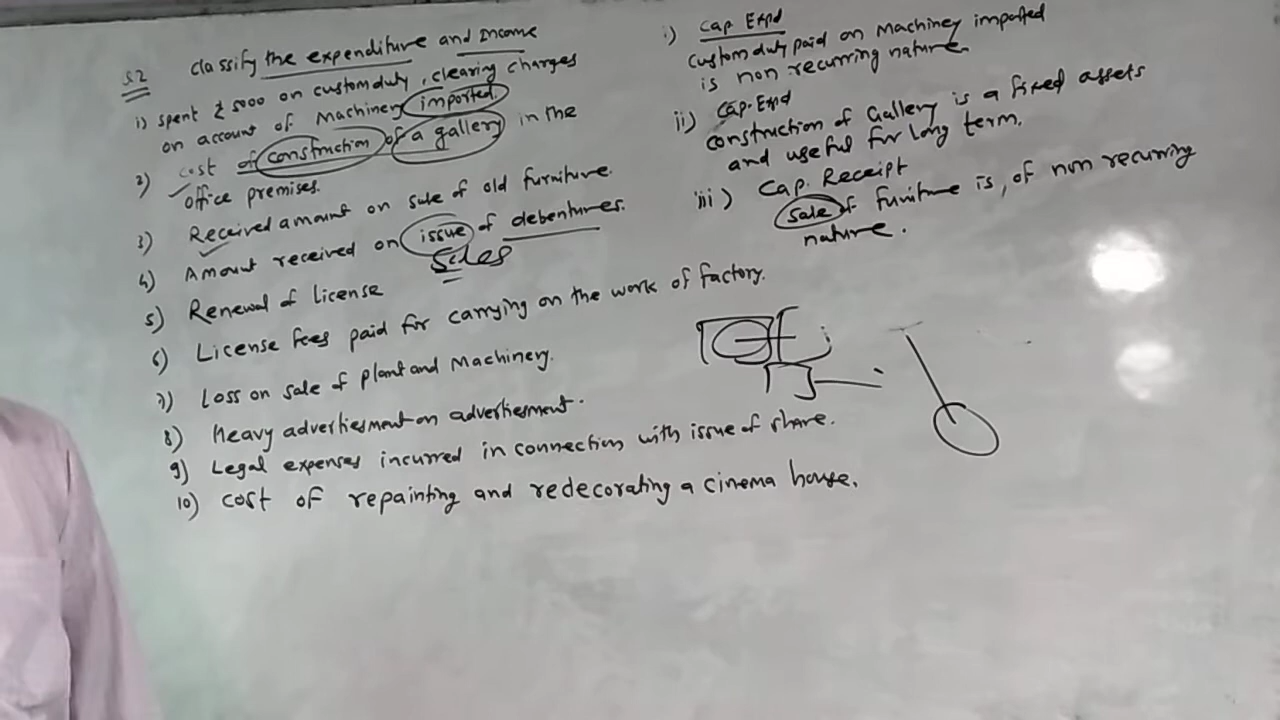 S2 classify the expenditure and Income
1) spent ₹ 5000 on customduty, clearing charges
on account of Machinery imported.
2) cost of construction of a gallery in the
office premises.
3) Received amount on sale of old furniture.
4) Amount received on issue of debentures.
Sales
5) Renewal of license
6) License fees paid for carrying on the work of factory.
7) Loss on sale of plant and Machinery.
8) Heavy advertiesment on advertiesment.
9) Legal expenses incurred in connection with issue of share.
10) cost of repainting and redecorating a cinema house.
i) Cap Expd
custom duty paid on Machiney imported
is non recurring nature.
ii) Cap. Expd
construction of Gallery is a fixed assets
and useful for long term.
iii) Cap. Receipt
sale of furniture is, of non recurring
nature.